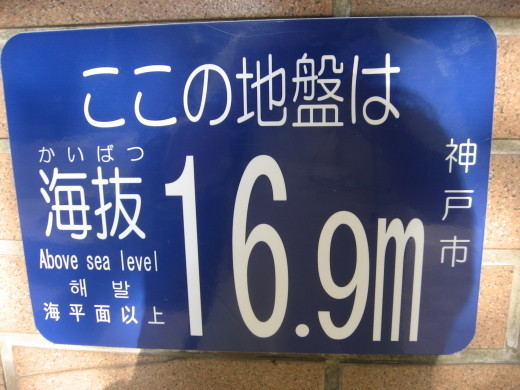 ここの地盤は
かいばつ
海抜
Above sea level
해발
海平面以上
16.9m
神戸市